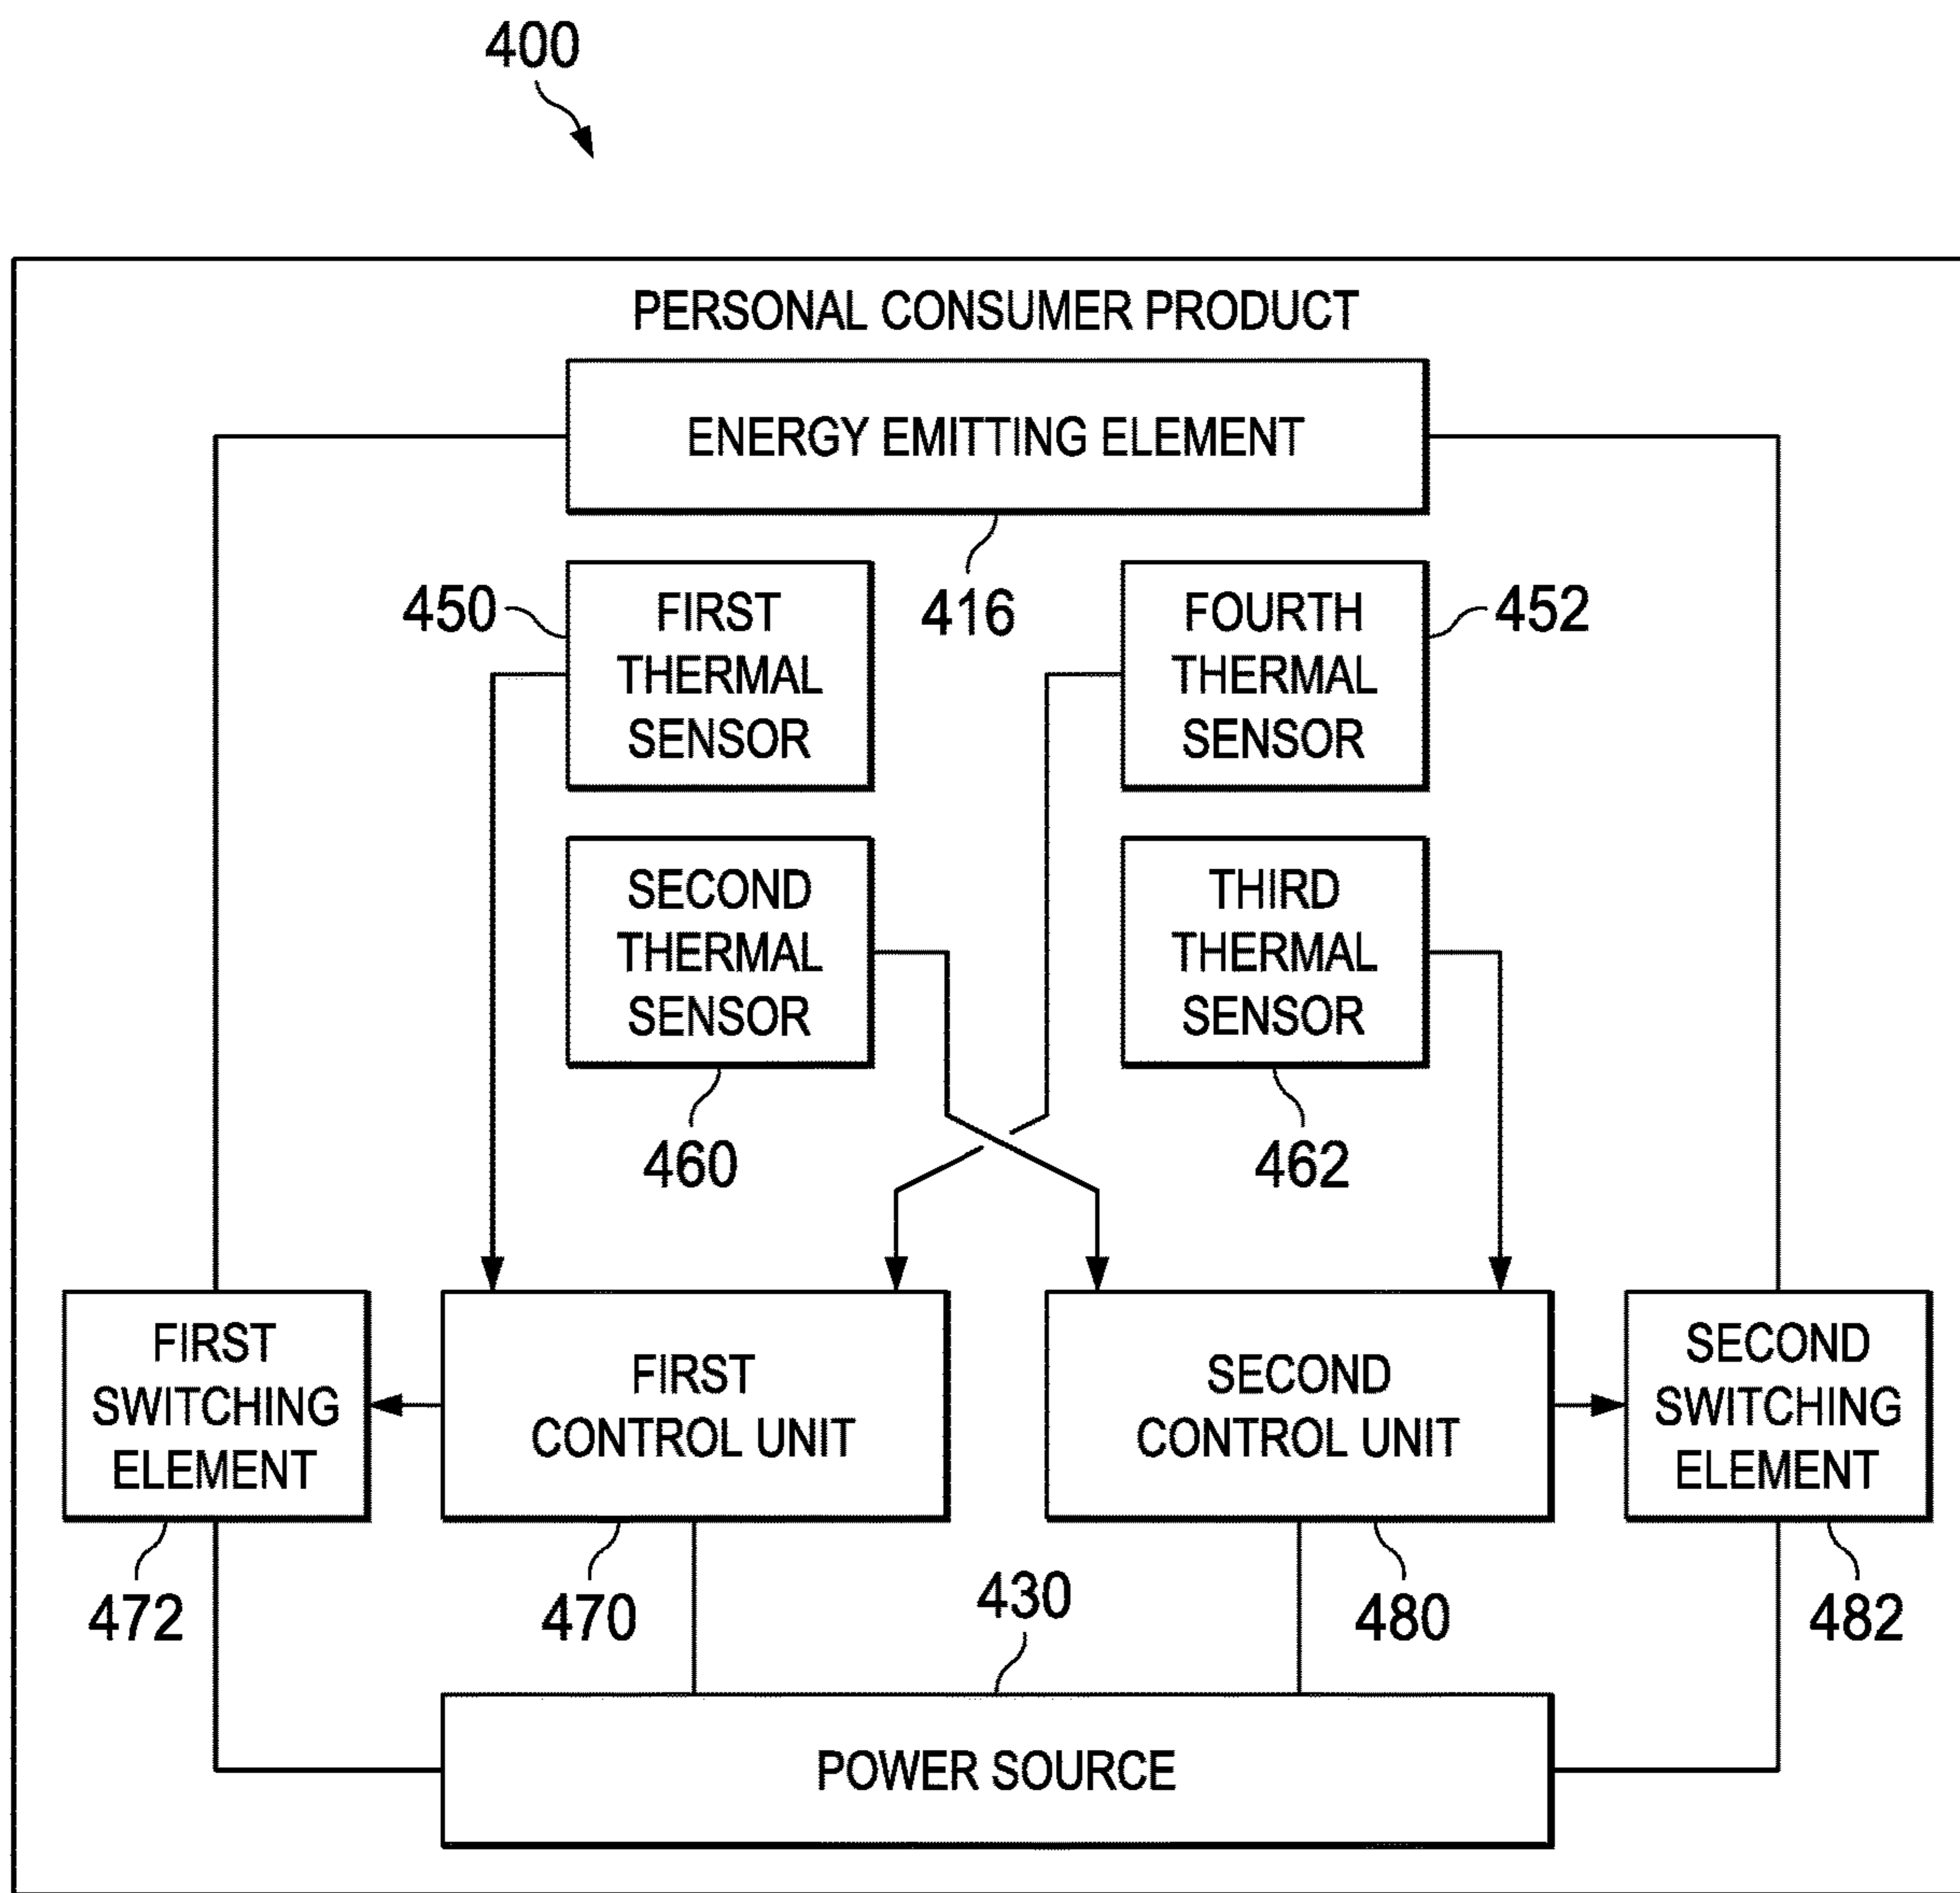 400
PERSONAL CONSUMER PRODUCT
ENERGY EMITTING ELEMENT
416
450
FIRST
THERMAL
SENSOR
FOURTH
THERMAL
SENSOR
452
SECOND
THERMAL
SENSOR
460
THIRD
THERMAL
SENSOR
462
FIRST
SWITCHING
ELEMENT
472
FIRST
CONTROL UNIT
470
SECOND
CONTROL UNIT
480
SECOND
SWITCHING
ELEMENT
482
430
POWER SOURCE